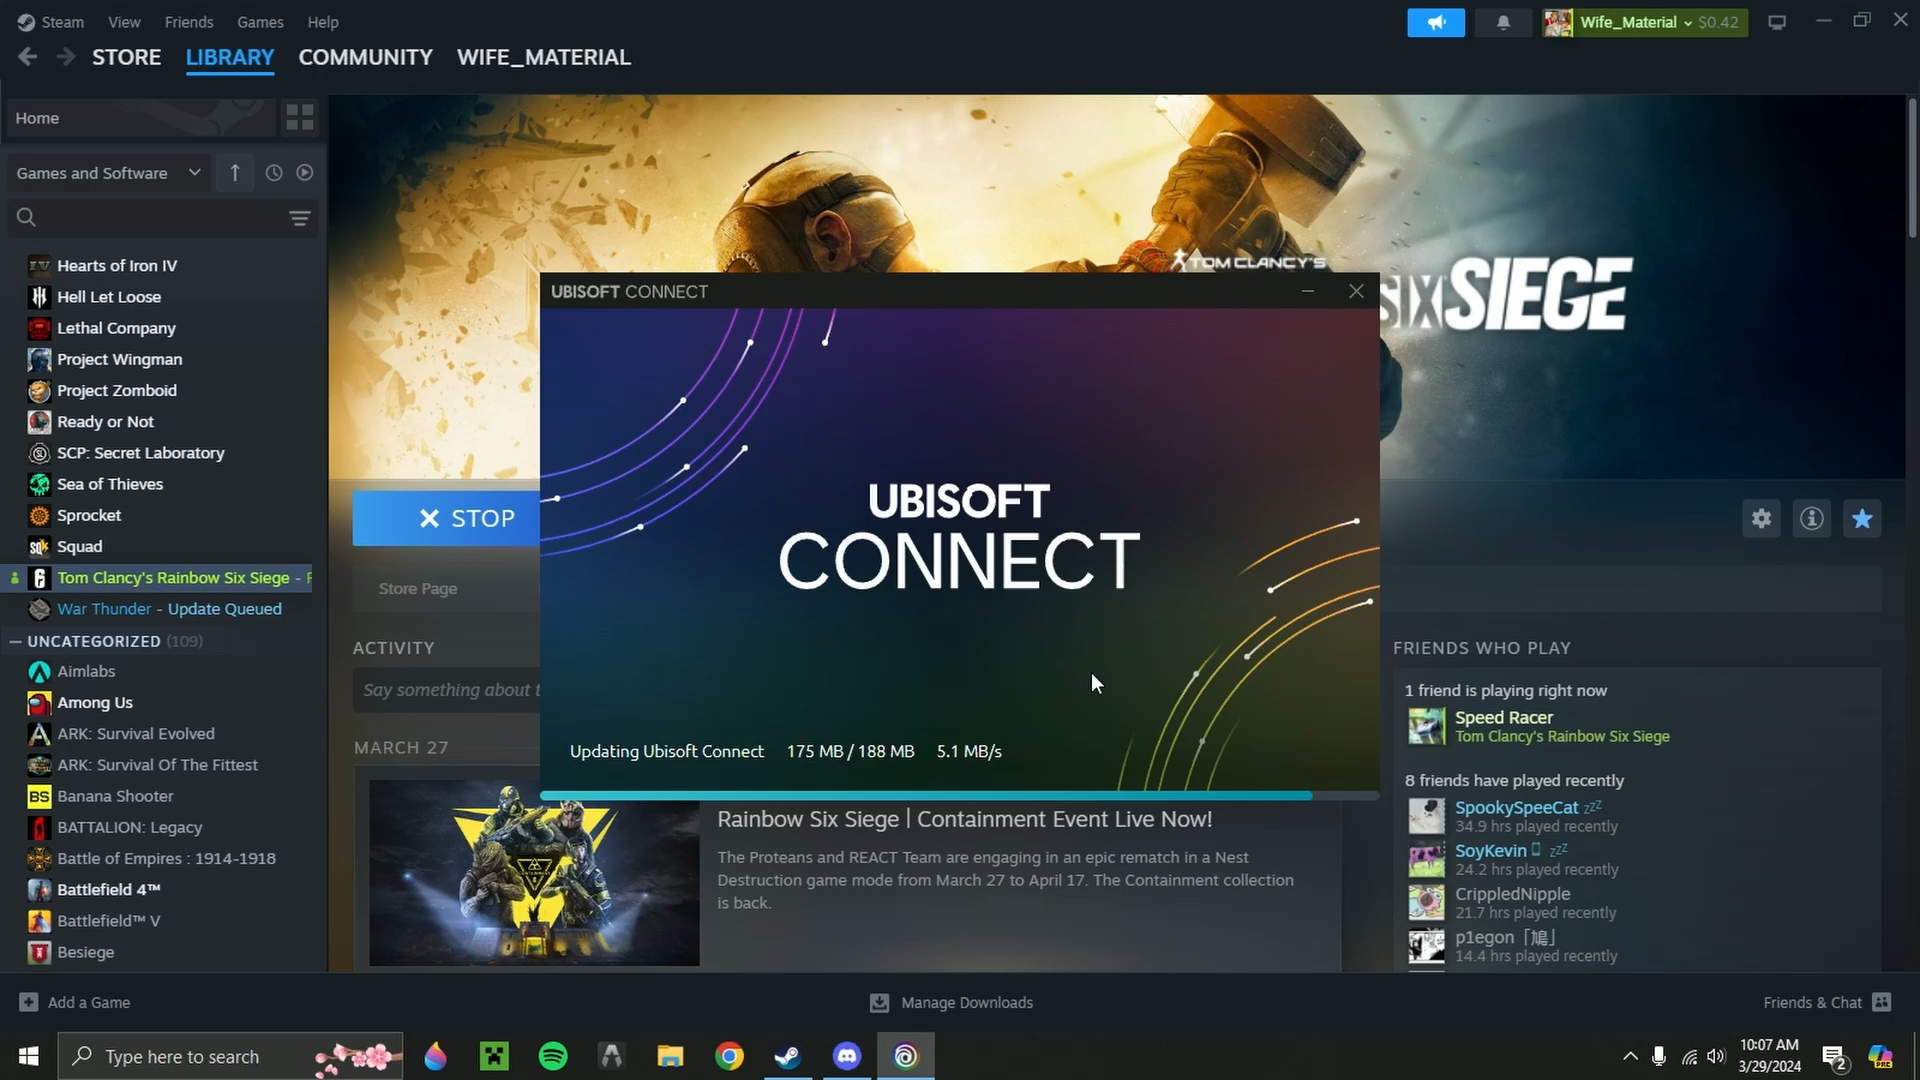 Steam View Friends Games Help
Wife_Material $0.42
STORE LIBRARY COMMUNITY WIFE_MATERIAL
Home
Games and Software
Hearts of Iron IV
Hell Let Loose
Lethal Company
Project Wingman
Project Zomboid
Ready or Not
SCP: Secret Laboratory
Sea of Thieves
Sprocket
Squad
Tom Clancy's Rainbow Six Siege -
War Thunder - Update Queued
UNCATEGORIZED (109)
Aimlabs
Among Us
ARK: Survival Evolved
ARK: Survival Of The Fittest
Banana Shooter
BATTALION: Legacy
Battle of Empires : 1914-1918
Battlefield 4™
Battlefield™ V
Besiege
TOM CLANCY'S
SIX SIEGE
UBISOFT CONNECT
UBISOFT
CONNECT
Updating Ubisoft Connect 175 MB / 188 MB 5.1 MB/s
STOP
Store Page
ACTIVITY
Say something about
MARCH 27
Rainbow Six Siege | Containment Event Live Now!
The Proteans and REACT Team are engaging in an epic rematch in a Nest
Destruction game mode from March 27 to April 17. The Containment collection
is back.
FRIENDS WHO PLAY
1 friend is playing right now
Speed Racer
Tom Clancy's Rainbow Six Siege
8 friends have played recently
SpookySpeeCat zzZ
34.9 hrs played recently
SoyKevin zzZ
24.2 hrs played recently
CrippledNipple
21.7 hrs played recently
p1egon「鳩」
14.4 hrs played recently
Add a Game
Manage Downloads
Friends & Chat
Type here to search
10:07 AM
3/29/2024
2